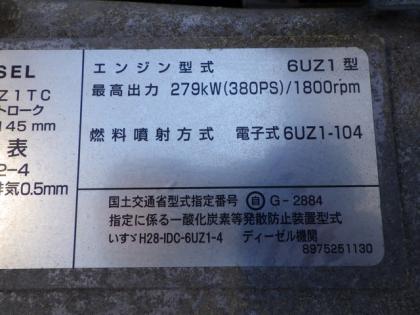 SEL
Z1TC
トローク
145 mm
表
2-4
排気0.5mm
エンジン型式 6UZ1 型
最高出力 279kW(380PS)/1800rpm
燃料噴射方式 電子式6UZ1-104
国土交通省型式指定番号 自 G-2884
指定に係る一酸化炭素等発散防止装置型式
いすゞH28-IDC-6UZ1-4 ディーゼル機関
8975251130